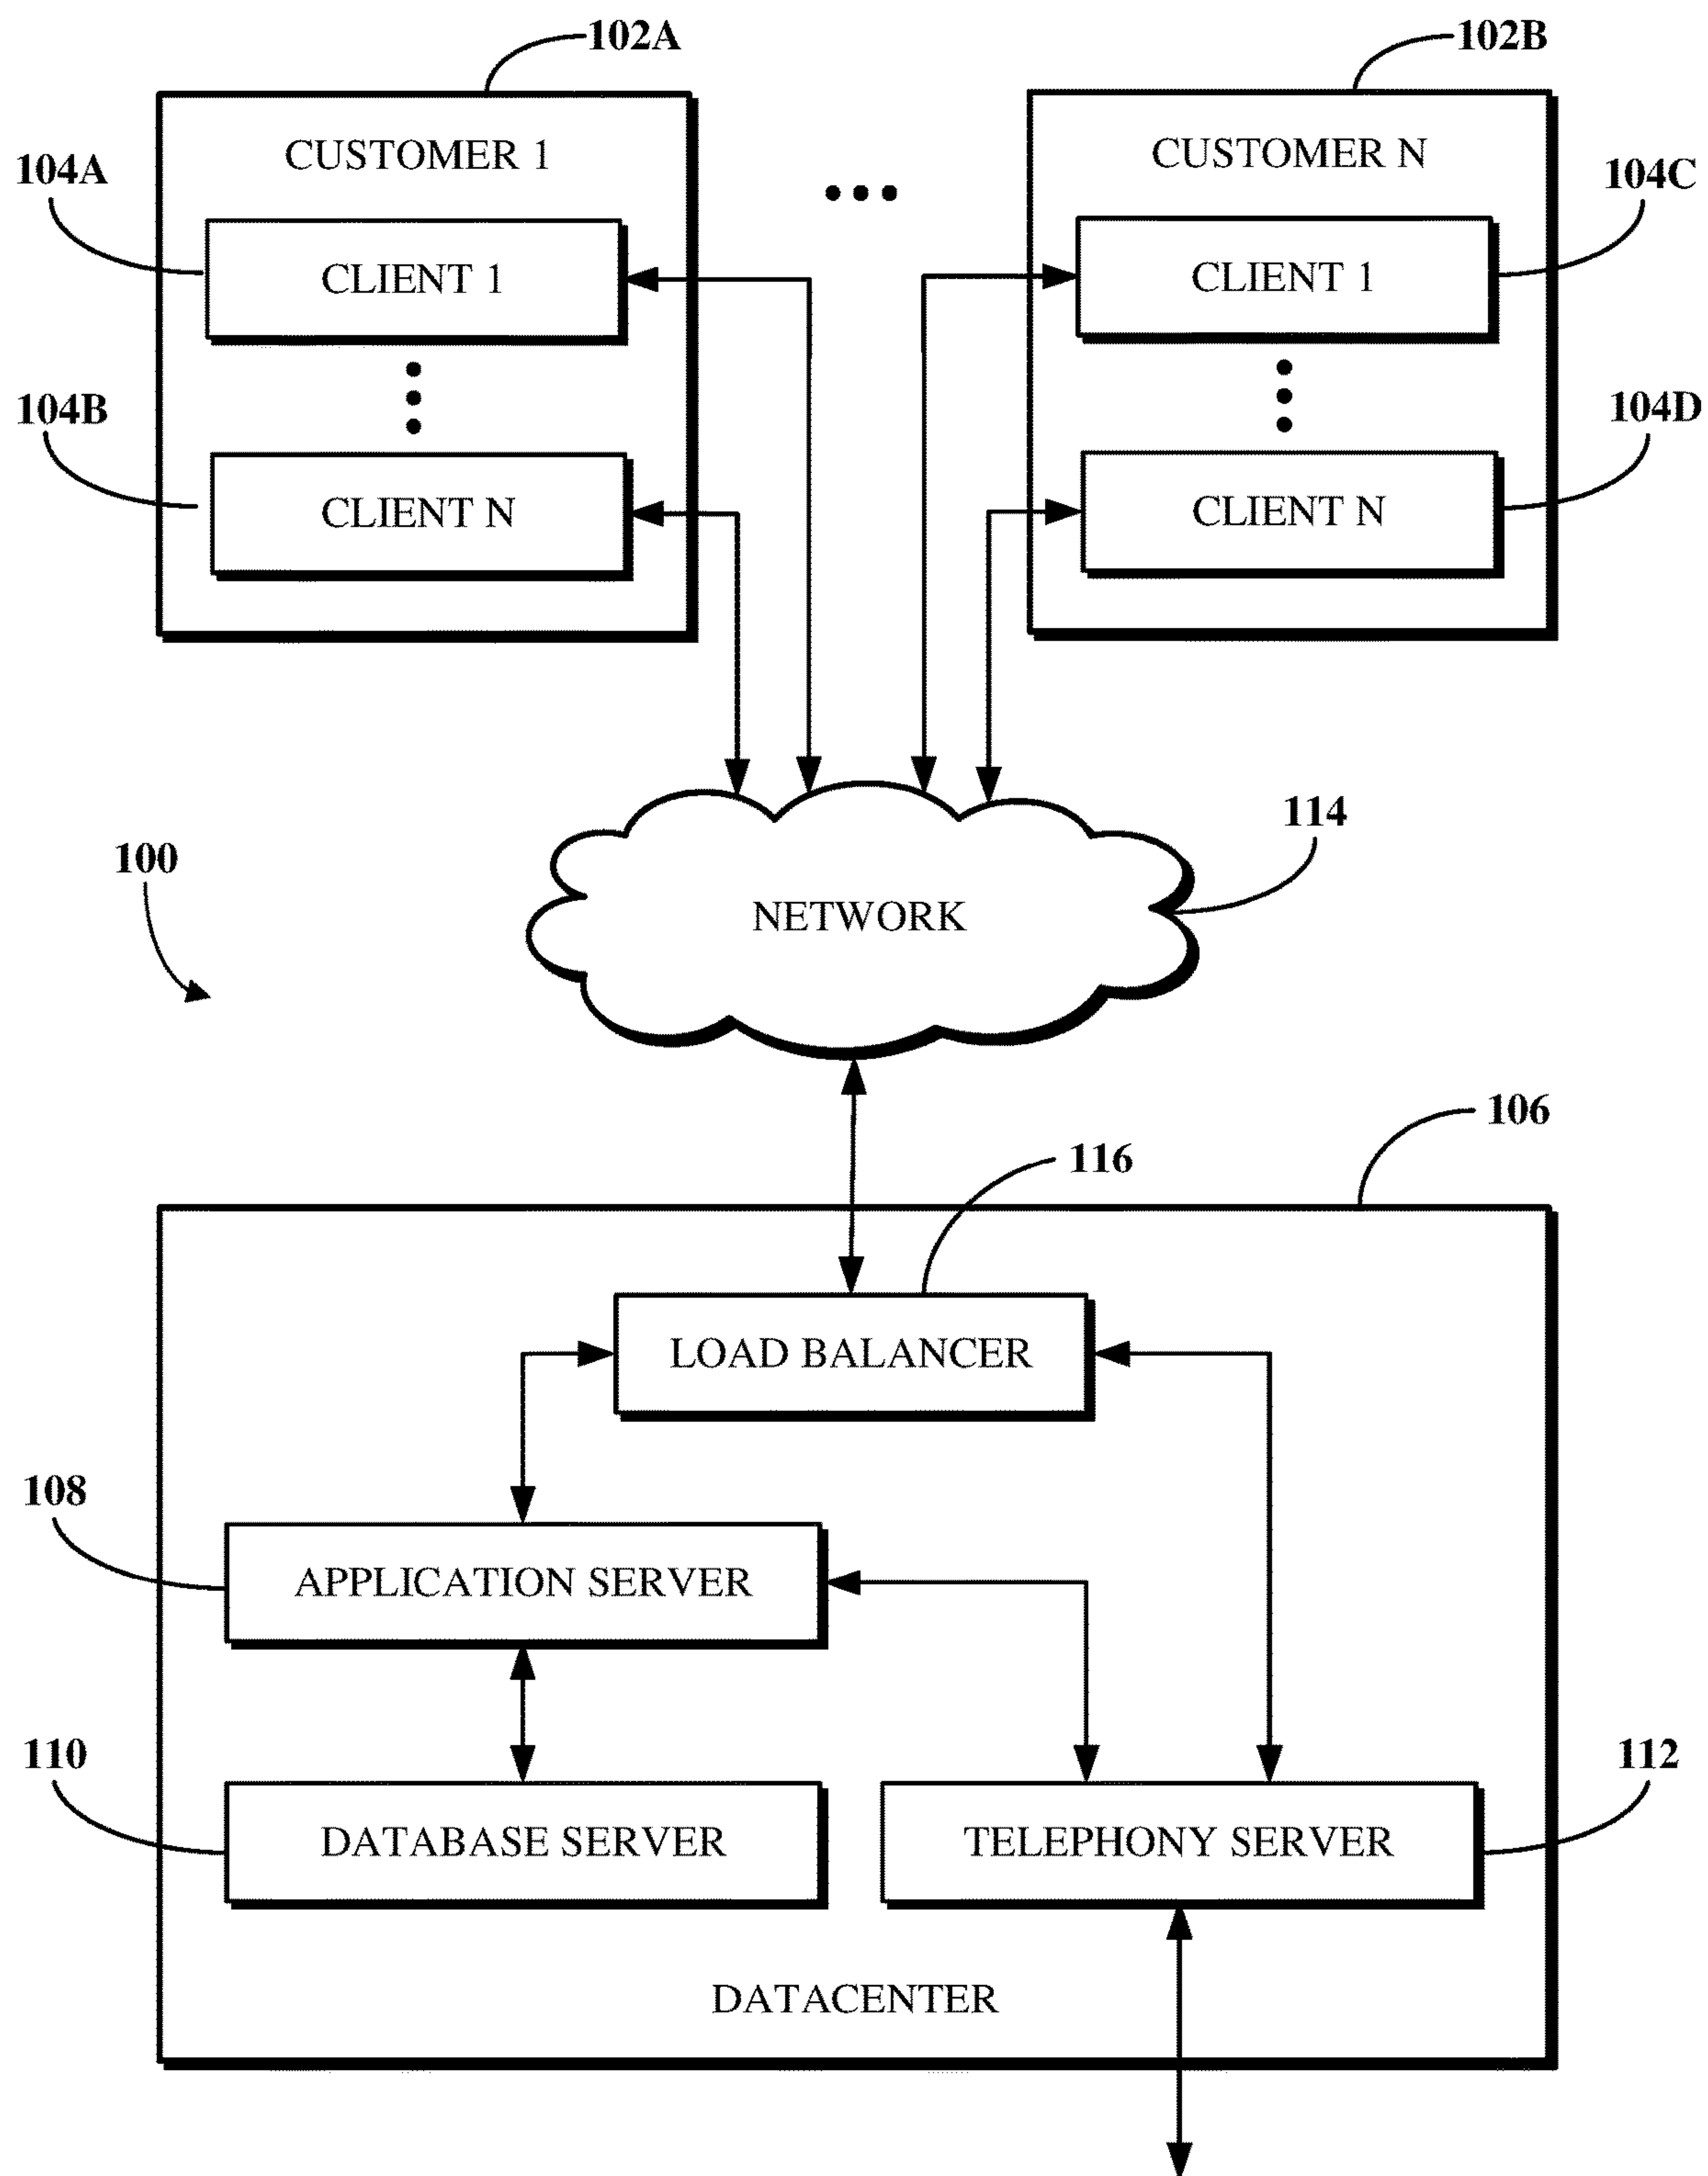 102A
102B
CUSTOMER 1
CUSTOMER N
104A
104C
CLIENT 1
CLIENT 1
104B
104D
CLIENT N
CLIENT N
114
100
NETWORK
106
116
LOAD BALANCER
108
APPLICATION SERVER
110
112
DATABASE SERVER
TELEPHONY SERVER
DATACENTER